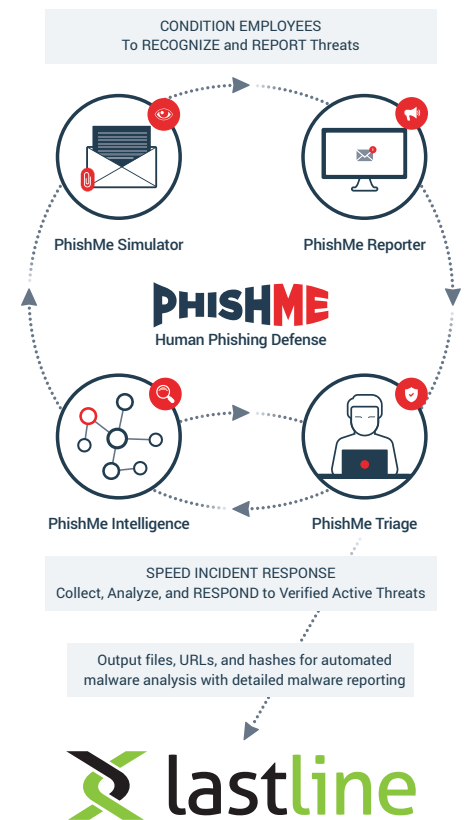 CONDITION EMPLOYEES
To RECOGNIZE and REPORT Threats
PhishMe Simulator
PhishMe Reporter
PHISHME
Human Phishing Defense
PhishMe Intelligence
PhishMe Triage
SPEED INCIDENT RESPONSE
Collect, Analyze, and RESPOND to Verified Active Threats
Output files, URLs, and hashes for automated
malware analysis with detailed malware reporting
lastline